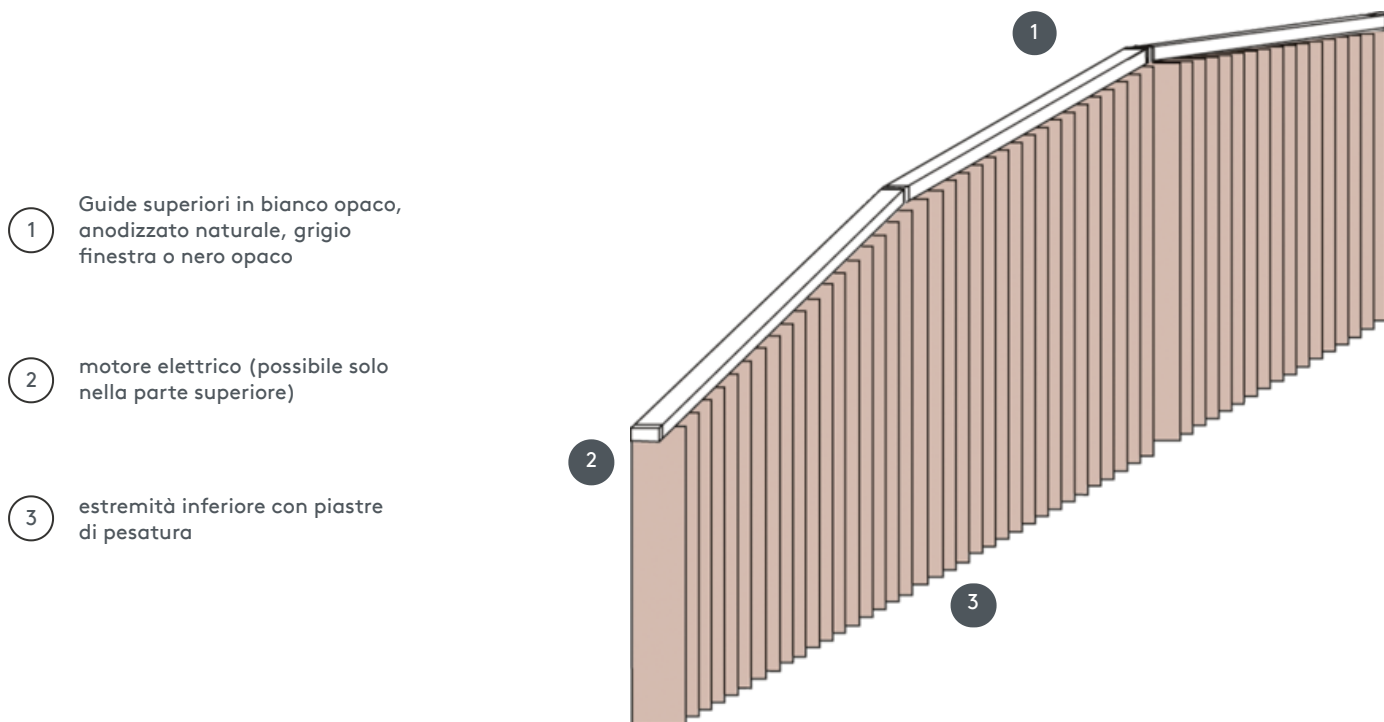 1
Guide superiori in bianco opaco,
anodizzato naturale, grigio
finestra o nero opaco
2
motore elettrico (possibile solo
nella parte superiore)
3
estremità inferiore con piastre
di pesatura
1
2
3